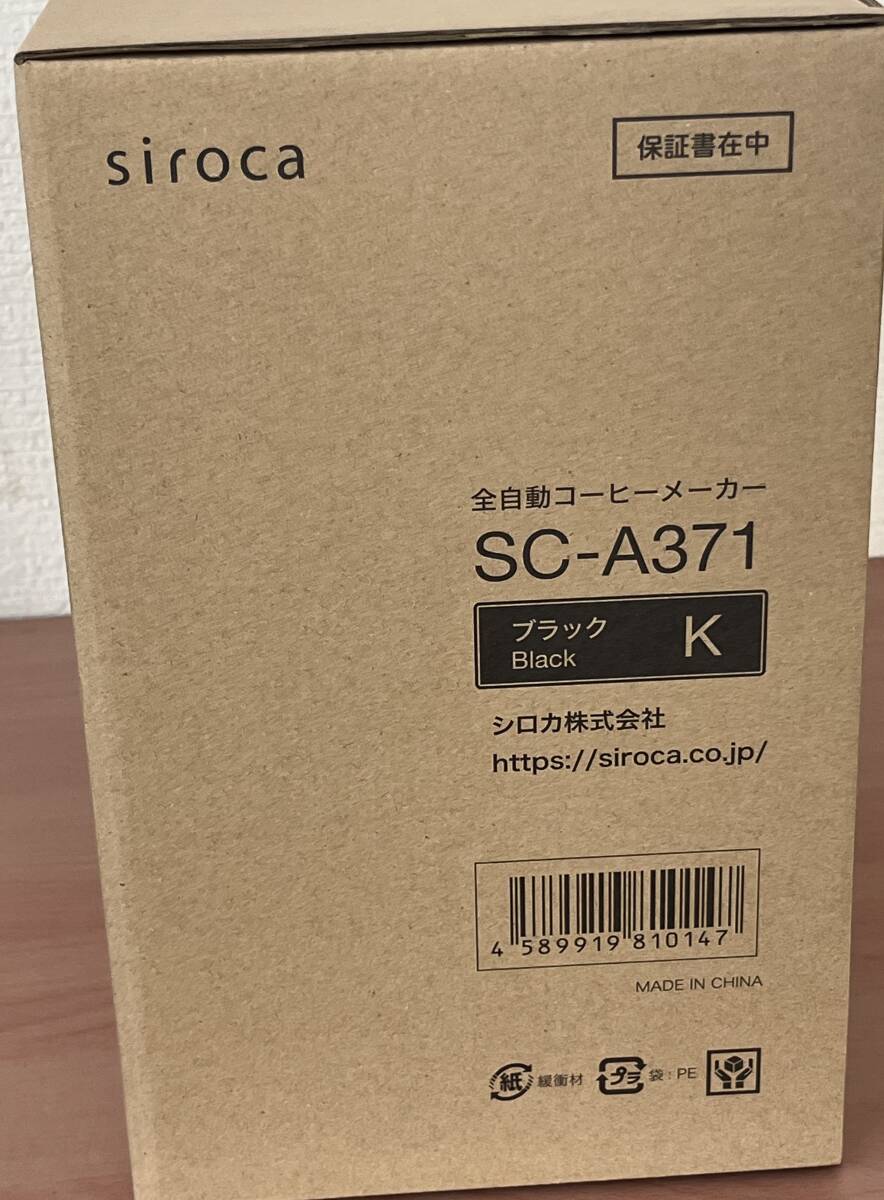 siroca
保証書在中
全自動コーヒーメーカー
SC-A371
ブラック
Black
K
シロカ株式会社
https://siroca.co.jp/
4 589919 810147
MADE IN CHINA
紙 緩衝材
プラ 袋:PE